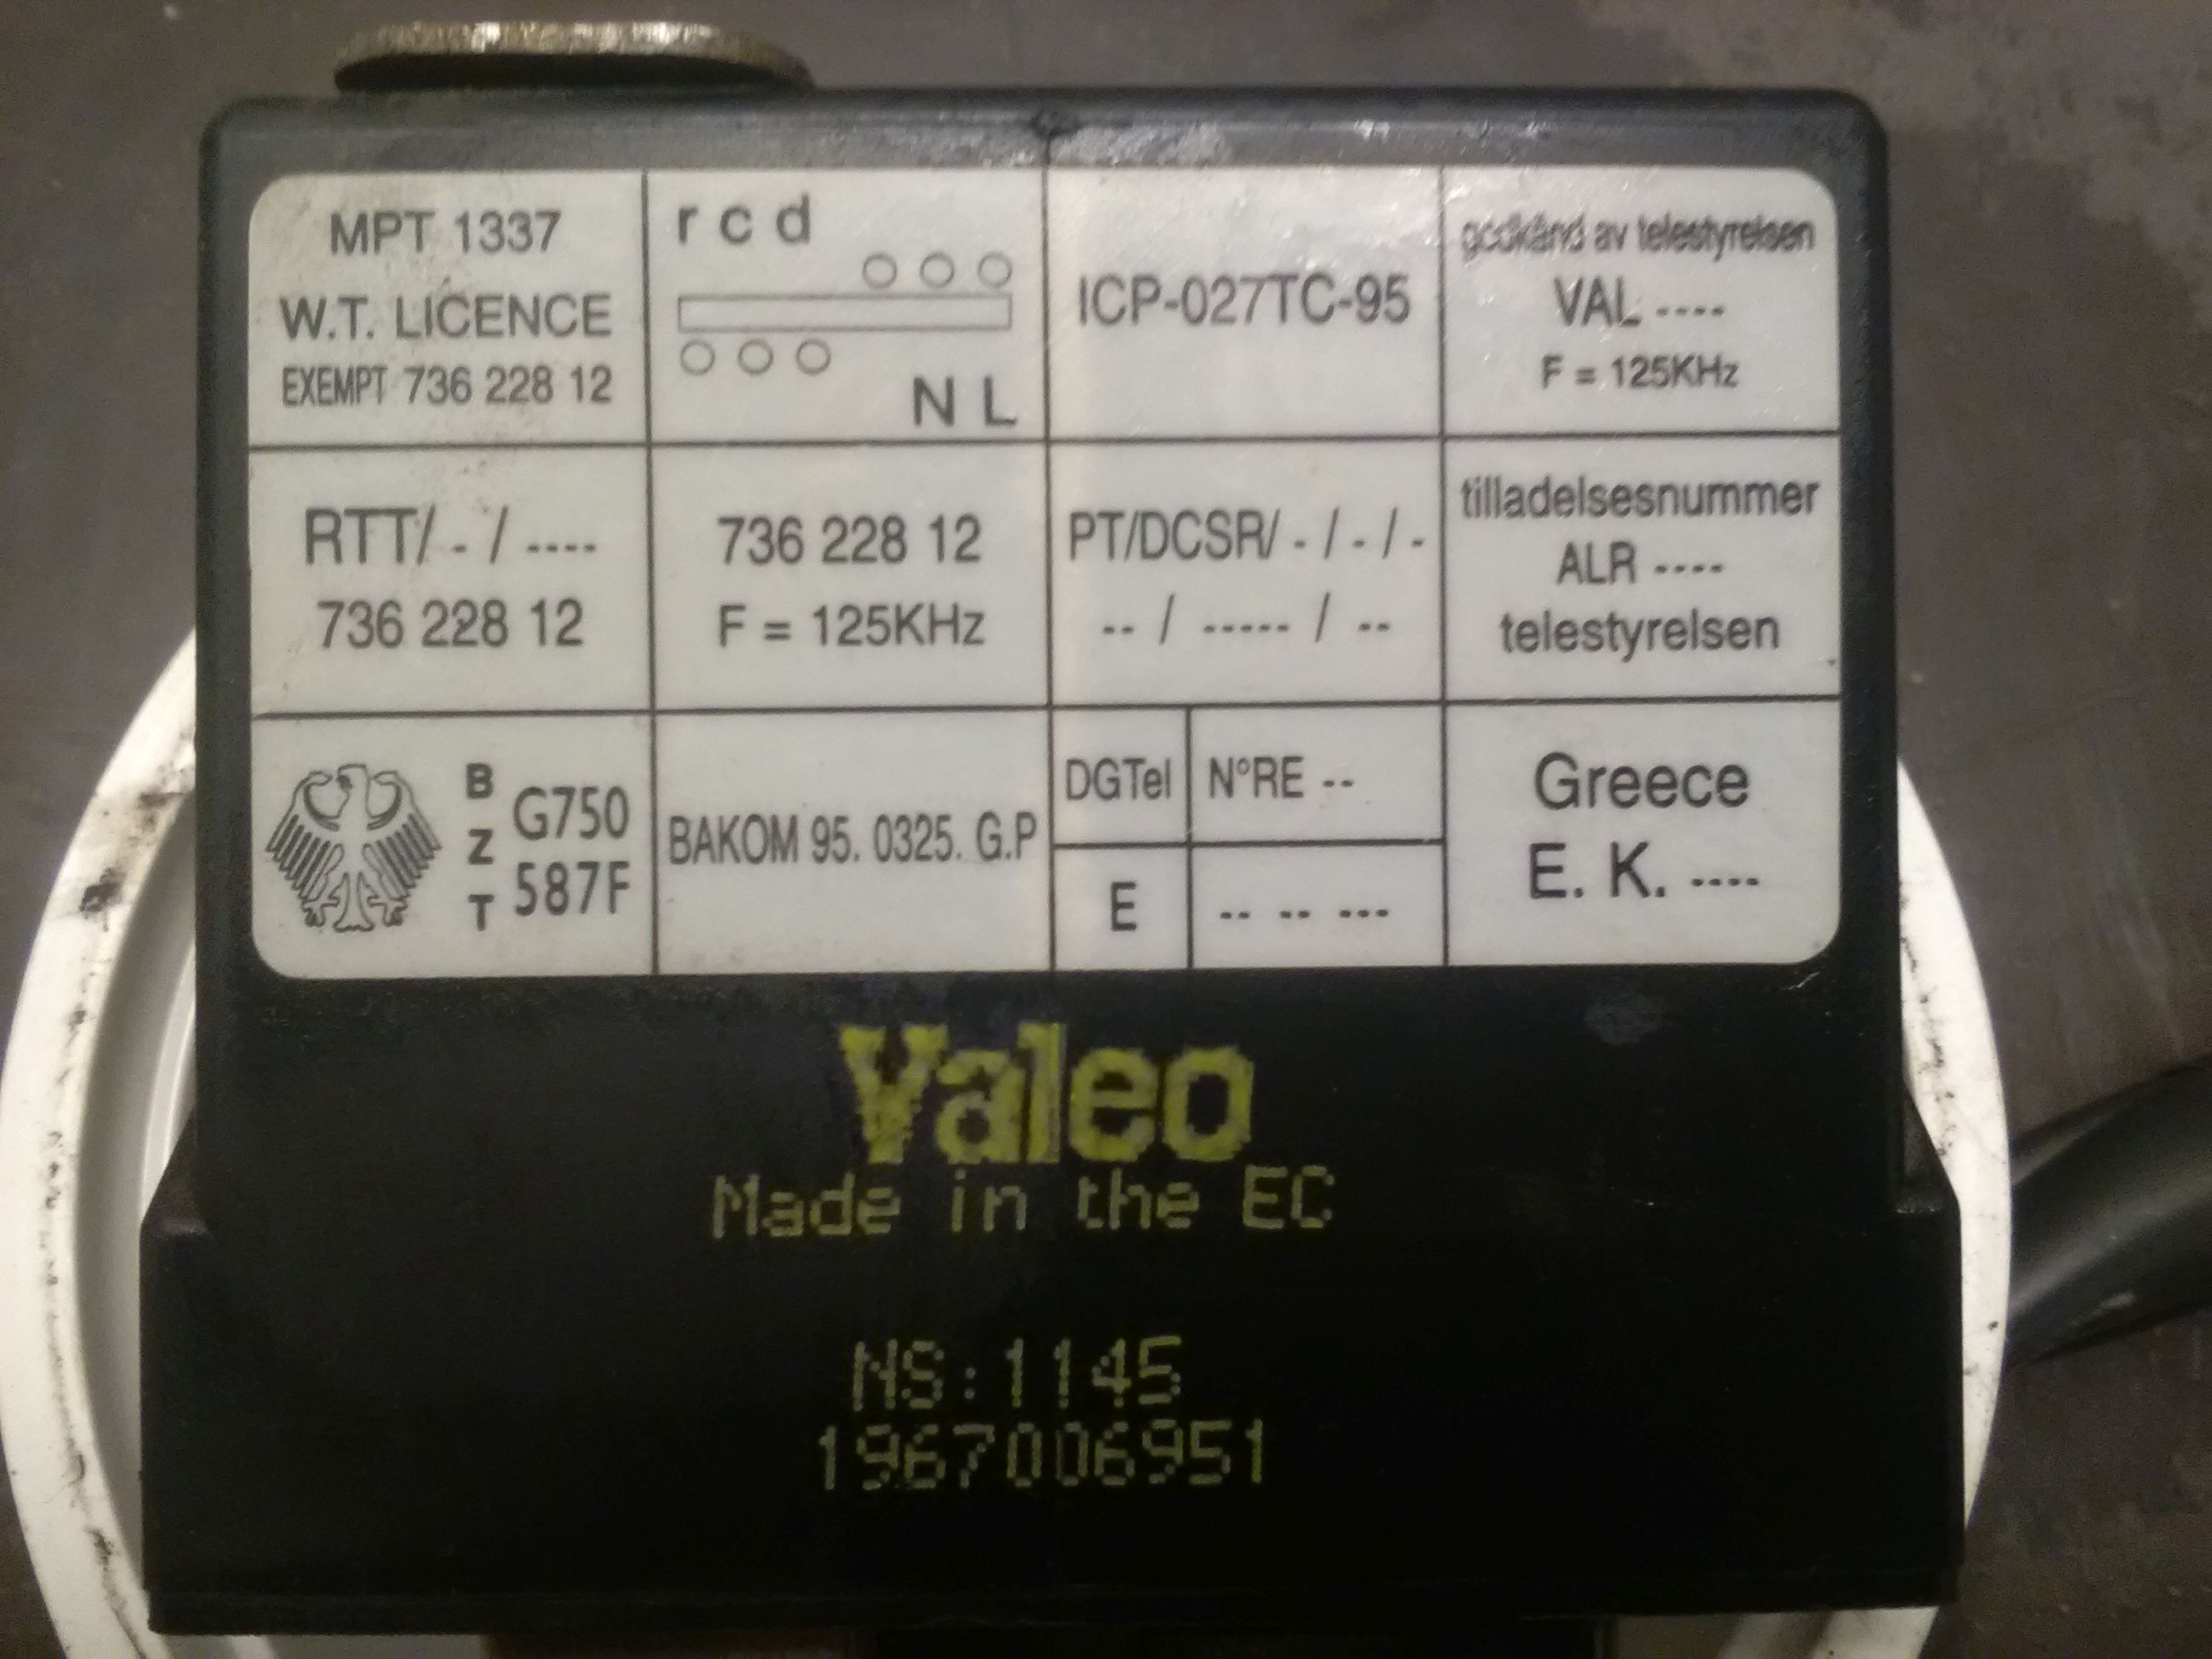 MPT 1337
W.T. LICENCE
EXEMPT 736 228 12
r c d
N L
ICP-027TC-95
godkänd av telestyrelsen
VAL ----
F = 125KHz
RTT/ - / ----
736 228 12
736 228 12
F = 125KHz
PT/DCSR/ - / - / -
-- / ----- / --
tilladelsesnummer
ALR ----
telestyrelsen
B
Z
T
G750
587F
BAKOM 95. 0325. G.P
DGTel
N°RE --
E
-- -- ---
Greece
E. K. ----
Valeo
Made in the EC
NS:1145
1967006951